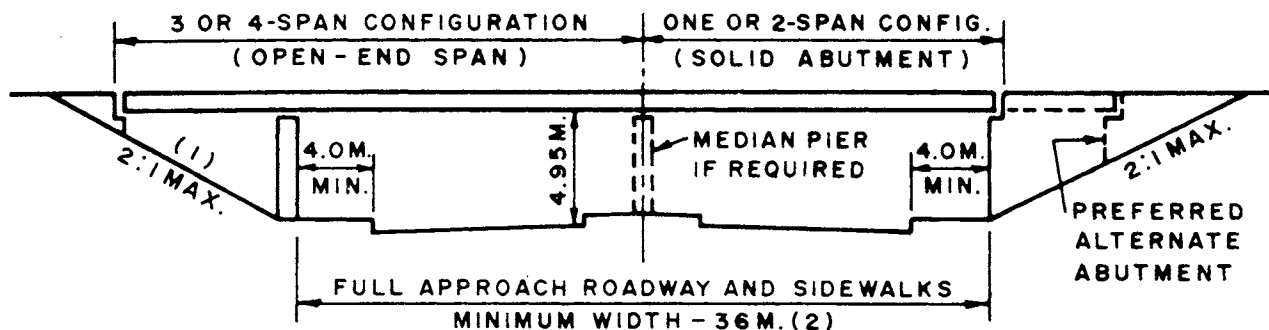 3 OR 4-SPAN CONFIGURATION
(OPEN-END SPAN)
ONE OR 2-SPAN CONFIG.
(SOLID ABUTMENT)
(1)
2:1 MAX.
4.0M.
MIN.
4.95M.
MEDIAN PIER
IF REQUIRED
4.0M.
MIN.
2:1 MAX.
PREFERRED
ALTERNATE
ABUTMENT
FULL APPROACH ROADWAY AND SIDEWALKS
MINIMUM WIDTH-36M.(2)